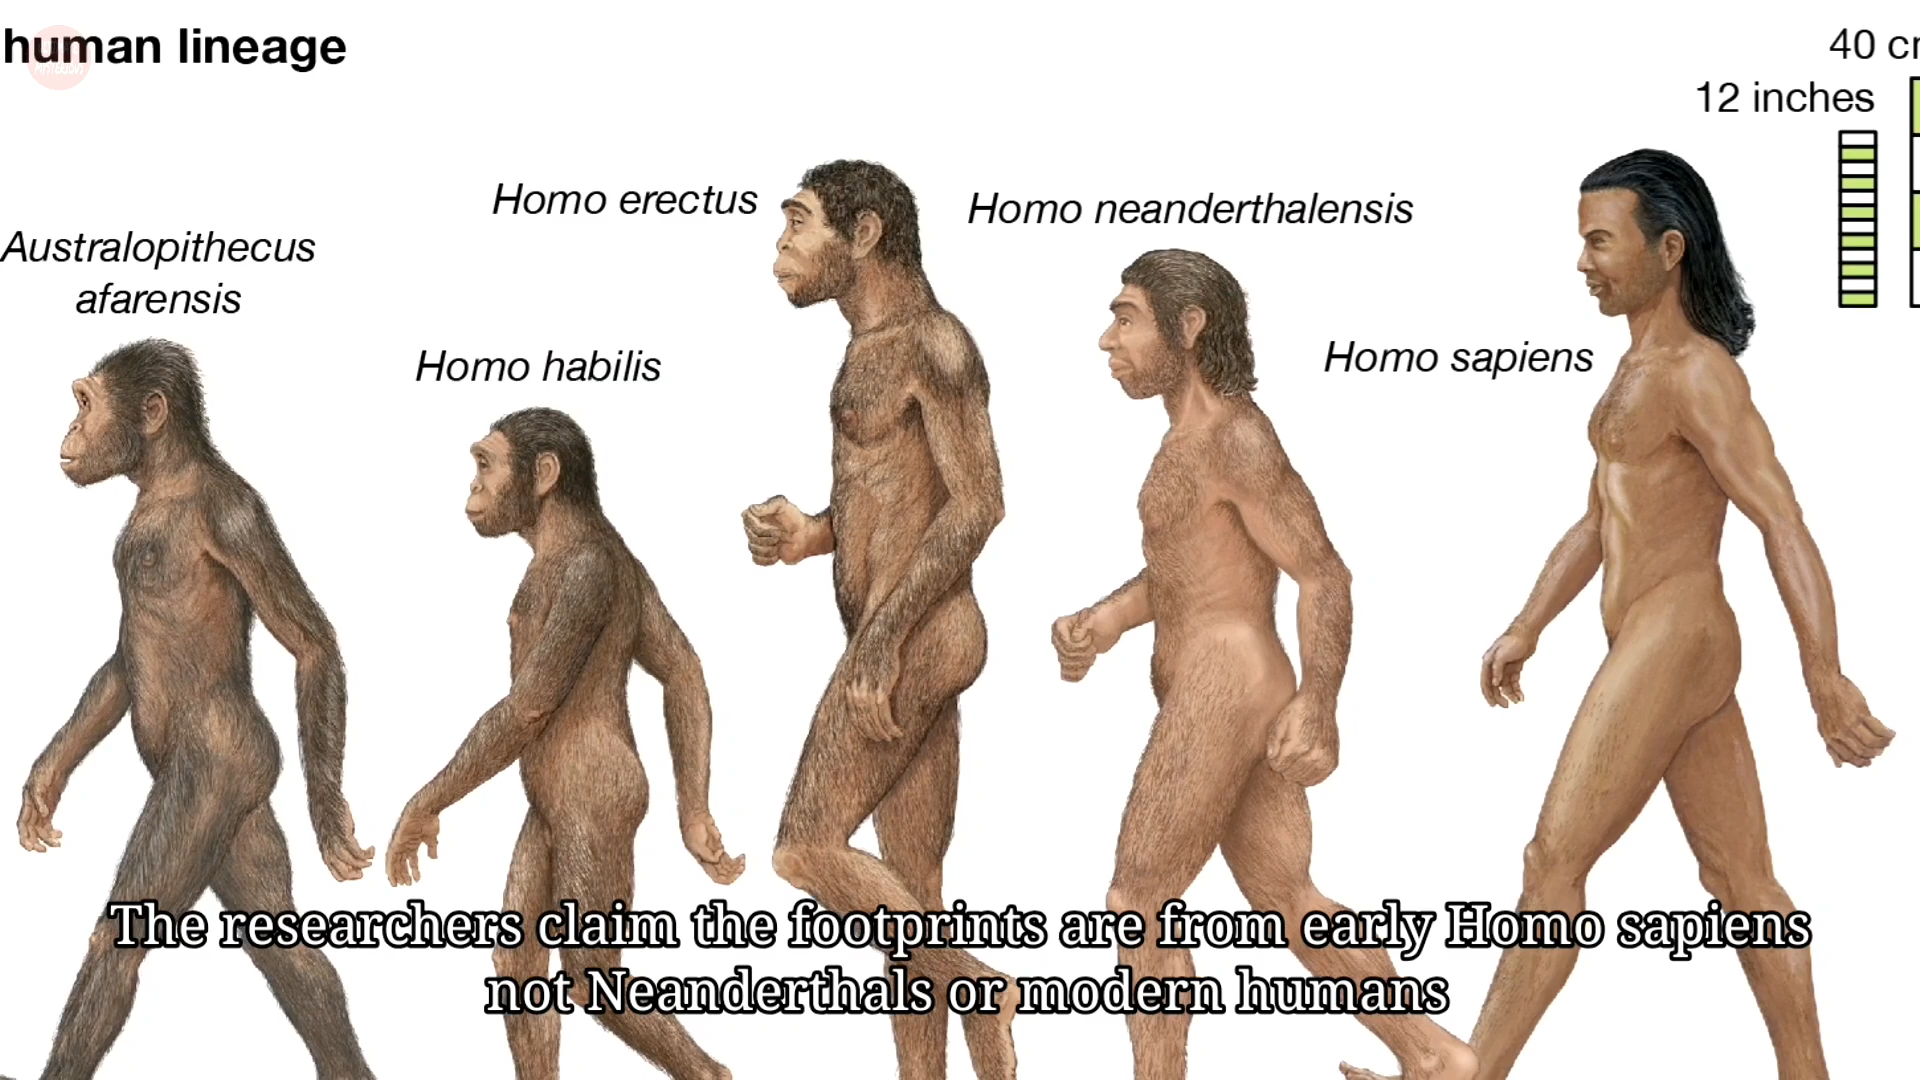 human lineage
40 cm
12 inches
Homo erectus
Homo neanderthalensis
Australopithecus
afarensis
Homo habilis
Homo sapiens
The researchers claim the footprints are from early Homo sapiens
not Neanderthals or modern humans